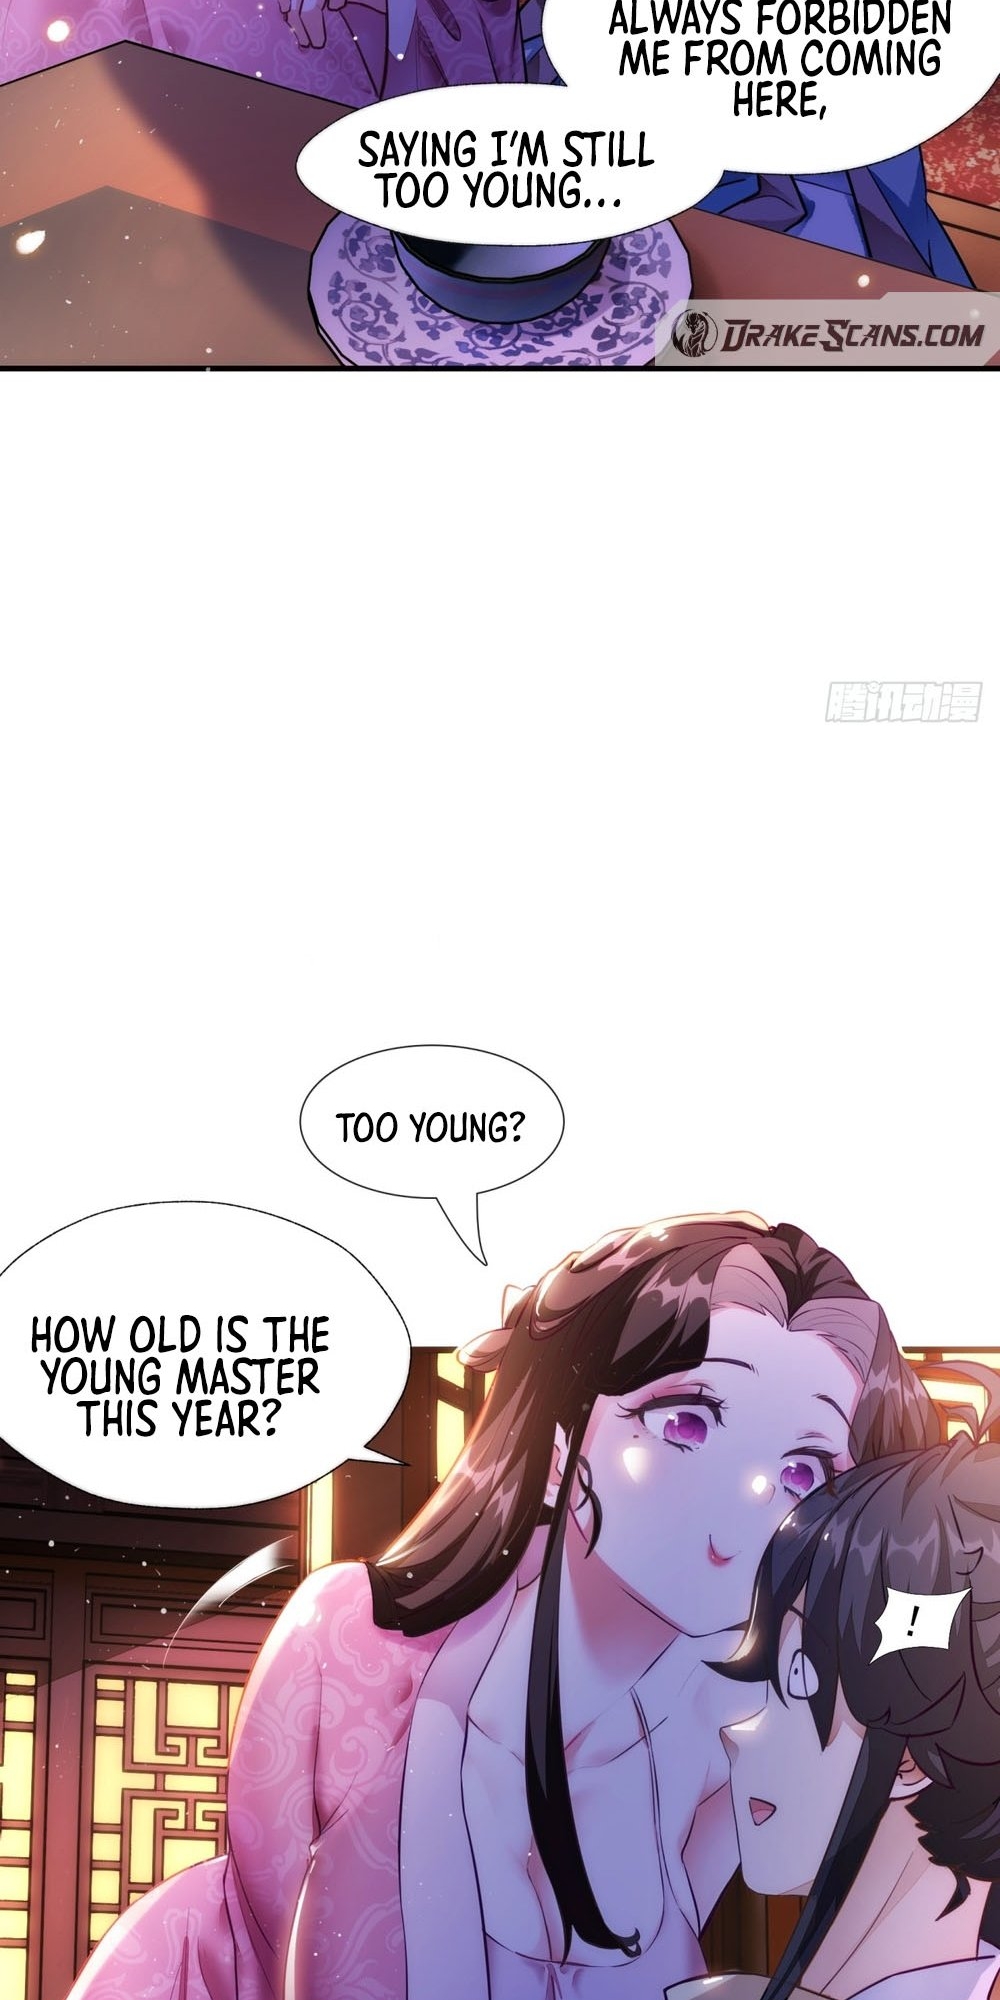 ALWAYS FORBIDDEN
ME FROM COMING
HERE,
SAYING I'M STILL
TOO YOUNG...
DRAKESCANS.COM
腾讯动漫
TOO YOUNG?
HOW OLD IS THE
YOUNG MASTER
THIS YEAR?
!